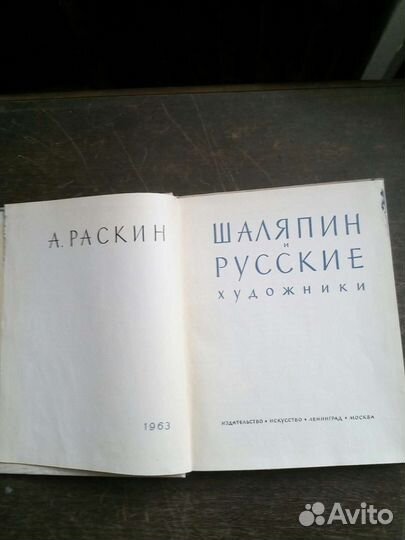 А. РАСКИН
1963
ШАЛЯПИН
и
РУССКИЕ
художники
ИЗДАТЕЛЬСТВО • ИСКУССТВО • ЛЕНИНГРАД • МОСКВА
Avito